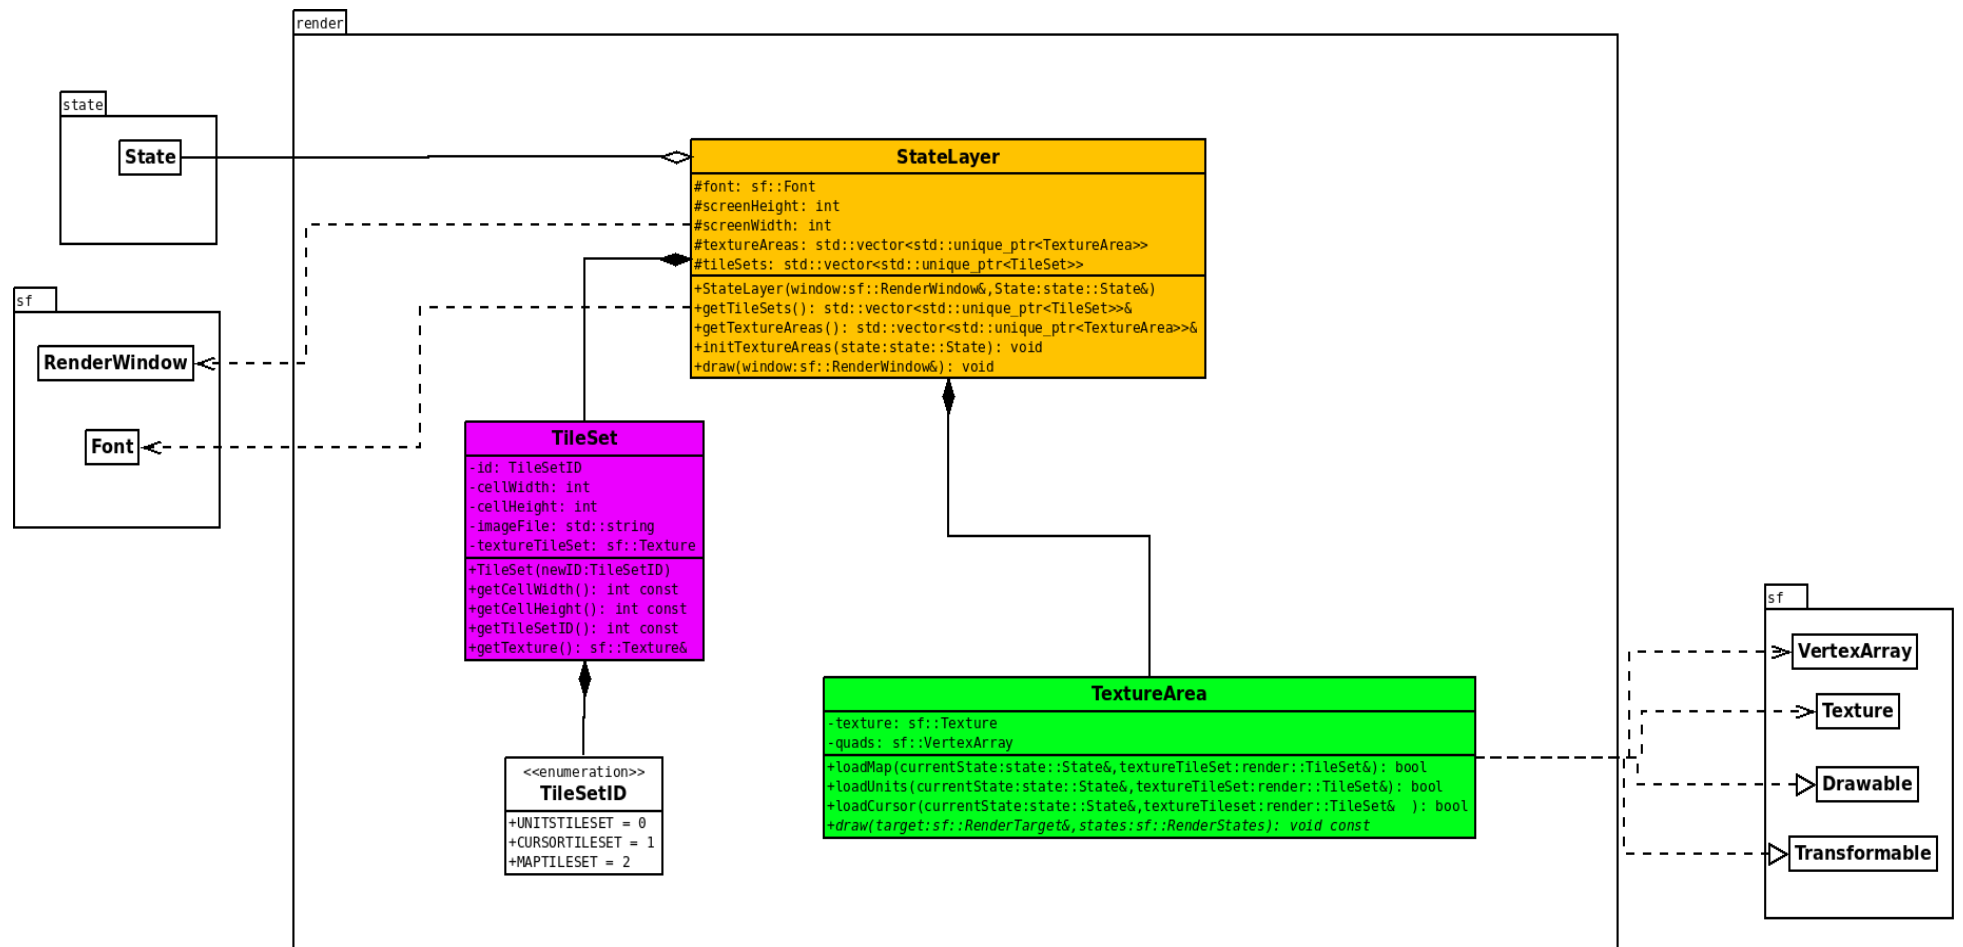 render
state
State
sf
RenderWindow
Font
StateLayer
#font: sf::Font
#screenHeight: int
#screenWidth: int
#textureAreas: std::vector<std::unique_ptr<TextureArea>>
#tileSets: std::vector<std::unique_ptr<TileSet>>
+StateLayer(window:sf::RenderWindow&,State:state::State&)
+getTileSets(): std::vector<std::unique_ptr<TileSet>>&
+getTextureAreas(): std::vector<std::unique_ptr<TextureArea>>&
+initTextureAreas(state:state::State): void
+draw(window:sf::RenderWindow&): void
TileSet
-id: TileSetID
-cellWidth: int
-cellHeight: int
-imageFile: std::string
-textureTileSet: sf::Texture
+TileSet(newID:TileSetID)
+getCellWidth(): int const
+getCellHeight(): int const
+getTileSetID(): int const
+getTexture(): sf::Texture&
<<enumeration>>
TileSetID
+UNITSTILESET = 0
+CURSORTILESET = 1
+MAPTILESET = 2
TextureArea
-texture: sf::Texture
-quads: sf::VertexArray
+loadMap(currentState:state::State&,textureTileSet:render::TileSet&): bool
+loadUnits(currentState:state::State&,textureTileSet:render::TileSet&): bool
+loadCursor(currentState:state::State&,textureTileset:render::TileSet&  ): bool
+draw(target:sf::RenderTarget&,states:sf::RenderStates): void const
sf
VertexArray
Texture
Drawable
Transformable